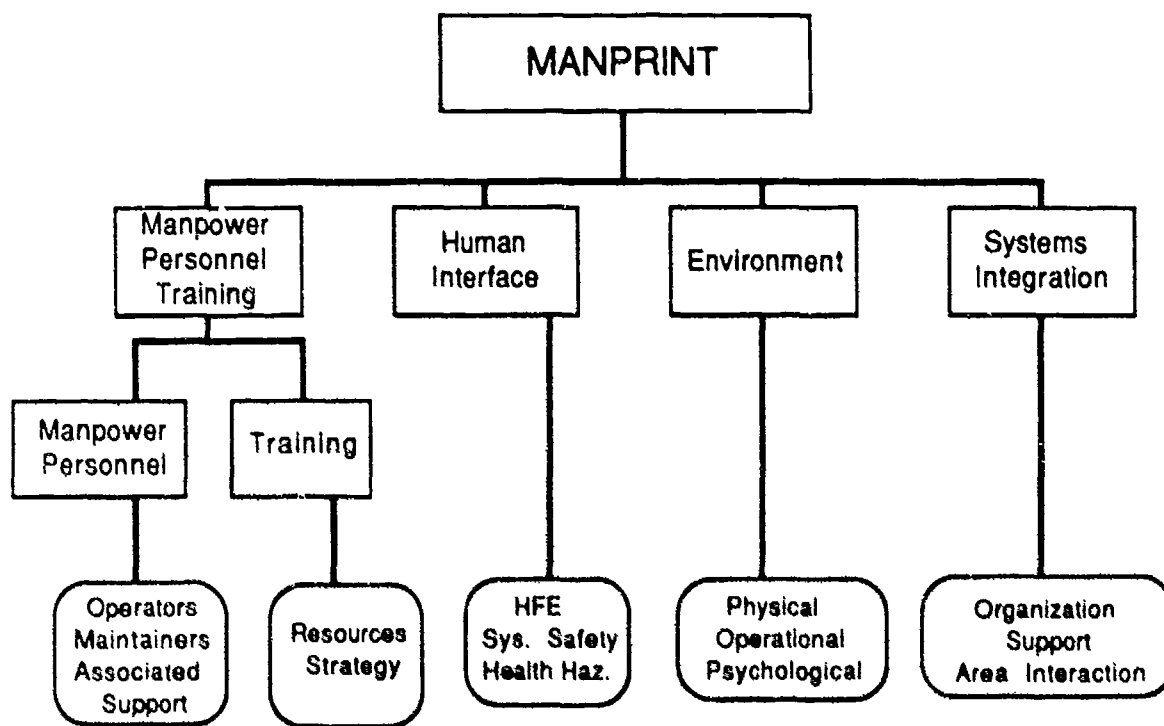 MANPRINT
Manpower
Personnel
Training
Human
Interface
Environment
Systems
Integration
Manpower
Personnel
Training
Operators
Maintainers
Associated
Support
Resources
Strategy
HFE
Sys. Safety
Health Haz.
Physical
Operational
Psychological
Organization
Support
Area Interaction